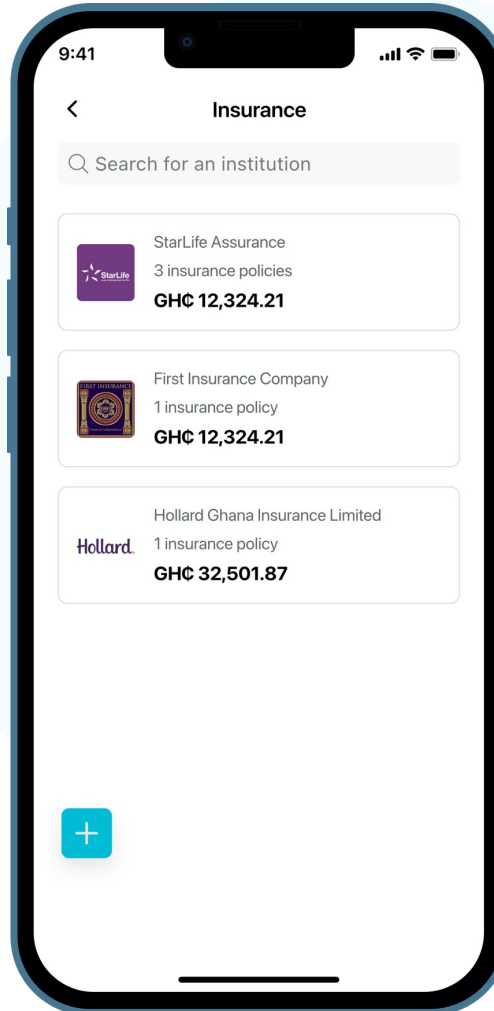 9:41
Insurance
Search for an institution
StarLife
StarLife Assurance
3 insurance policies
GH₵ 12,324.21
FIRST INSURANCE
First Insurance Company
1 insurance policy
GH₵ 12,324.21
Hollard.
Hollard Ghana Insurance Limited
1 insurance policy
GH₵ 32,501.87